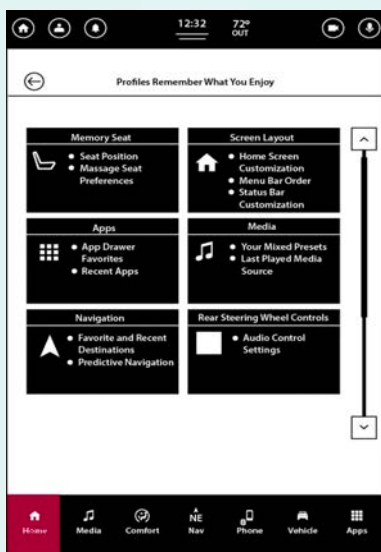 12:32
72º
OUT
Profiles Remember What You Enjoy
Memory Seat
Seat Position
Massage Seat
Preferences
Screen Layout
Home Screen
Customization
Menu Bar Order
Status Bar
Customization
Apps
App Drawer
Favorites
Recent Apps
Media
Your Mixed Presets
Last Played Media
Source
Navigation
Favorite and Recent
Destinations
Predictive Navigation
Rear Steering Wheel Controls
Audio Control
Settings
NE
Home Media Comfort Nav Phone Vehicle Apps